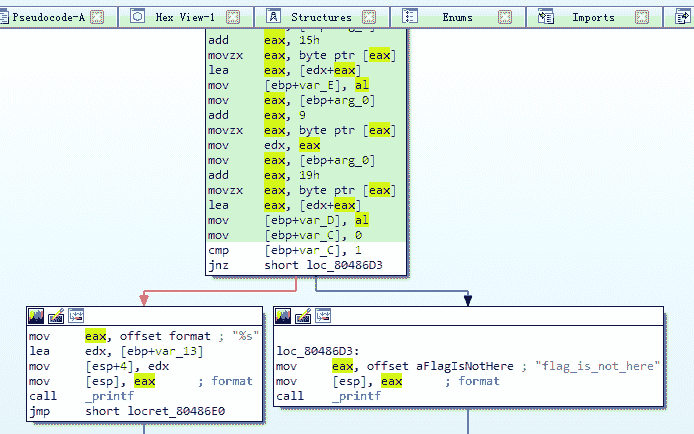 Pseudocode-A Hex View-1 Structures Enums Imports
add eax, 15h
movzx eax, byte ptr [eax]
lea eax, [edx+eax]
mov [ebp+var_E], al
mov eax, [ebp+arg_0]
add eax, 9
movzx eax, byte ptr [eax]
mov edx, eax
mov eax, [ebp+arg_0]
add eax, 19h
movzx eax, byte ptr [eax]
lea eax, [edx+eax]
mov [ebp+var_D], al
mov [ebp+var_C], 0
cmp [ebp+var_C], 1
jnz short loc_80486D3
mov eax, offset format ; "%s"
lea edx, [ebp+var_13]
mov [esp+4], edx
mov [esp], eax ; format
call _printf
jmp short locret_80486E0
loc_80486D3:
mov eax, offset aFlagIsNotHere ; "flag_is_not_here"
mov [esp], eax ; format
call _printf